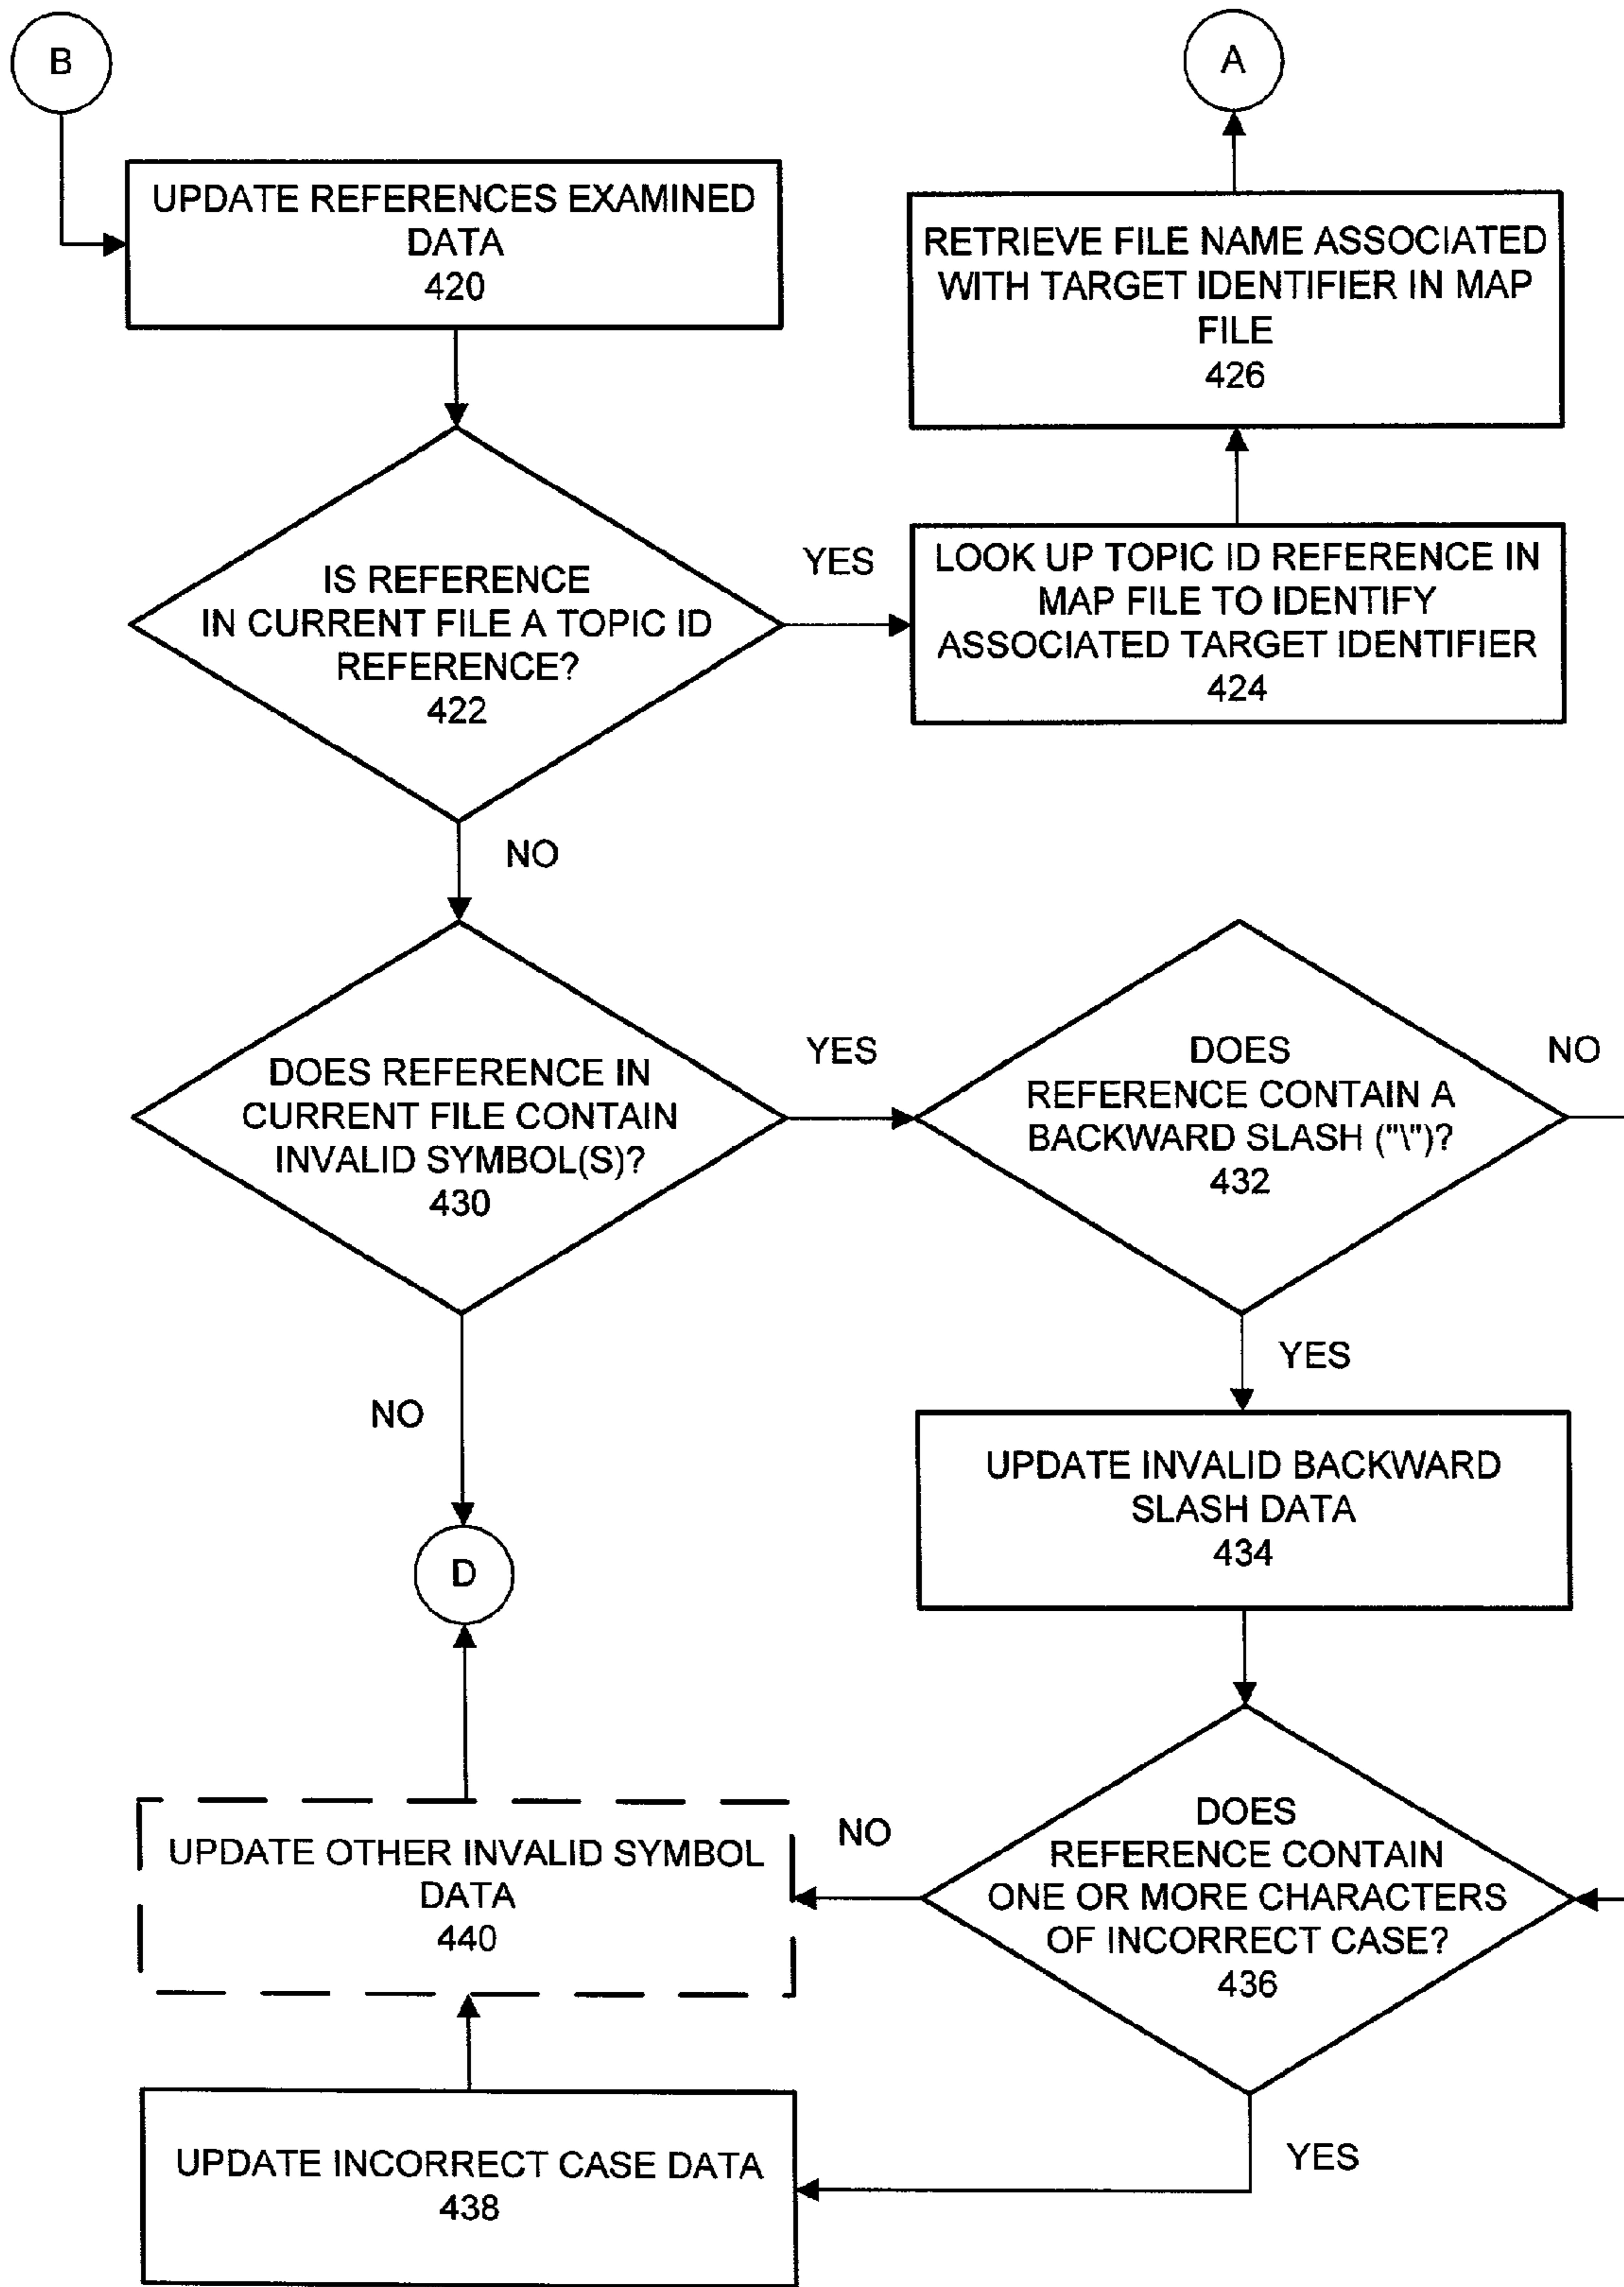 B
A
UPDATE REFERENCES EXAMINED
DATA
420
RETRIEVE FILE NAME ASSOCIATED
WITH TARGET IDENTIFIER IN MAP
FILE
426
IS REFERENCE
IN CURRENT FILE A TOPIC ID
REFERENCE?
422
YES
LOOK UP TOPIC ID REFERENCE IN
MAP FILE TO IDENTIFY
ASSOCIATED TARGET IDENTIFIER
424
NO
DOES REFERENCE IN
CURRENT FILE CONTAIN
INVALID SYMBOL(S)?
430
YES
DOES
REFERENCE CONTAIN A
BACKWARD SLASH ("\")?
432
NO
YES
NO
UPDATE INVALID BACKWARD
SLASH DATA
434
D
DOES
REFERENCE CONTAIN
ONE OR MORE CHARACTERS
OF INCORRECT CASE?
436
NO
UPDATE OTHER INVALID SYMBOL
DATA
440
YES
UPDATE INCORRECT CASE DATA
438